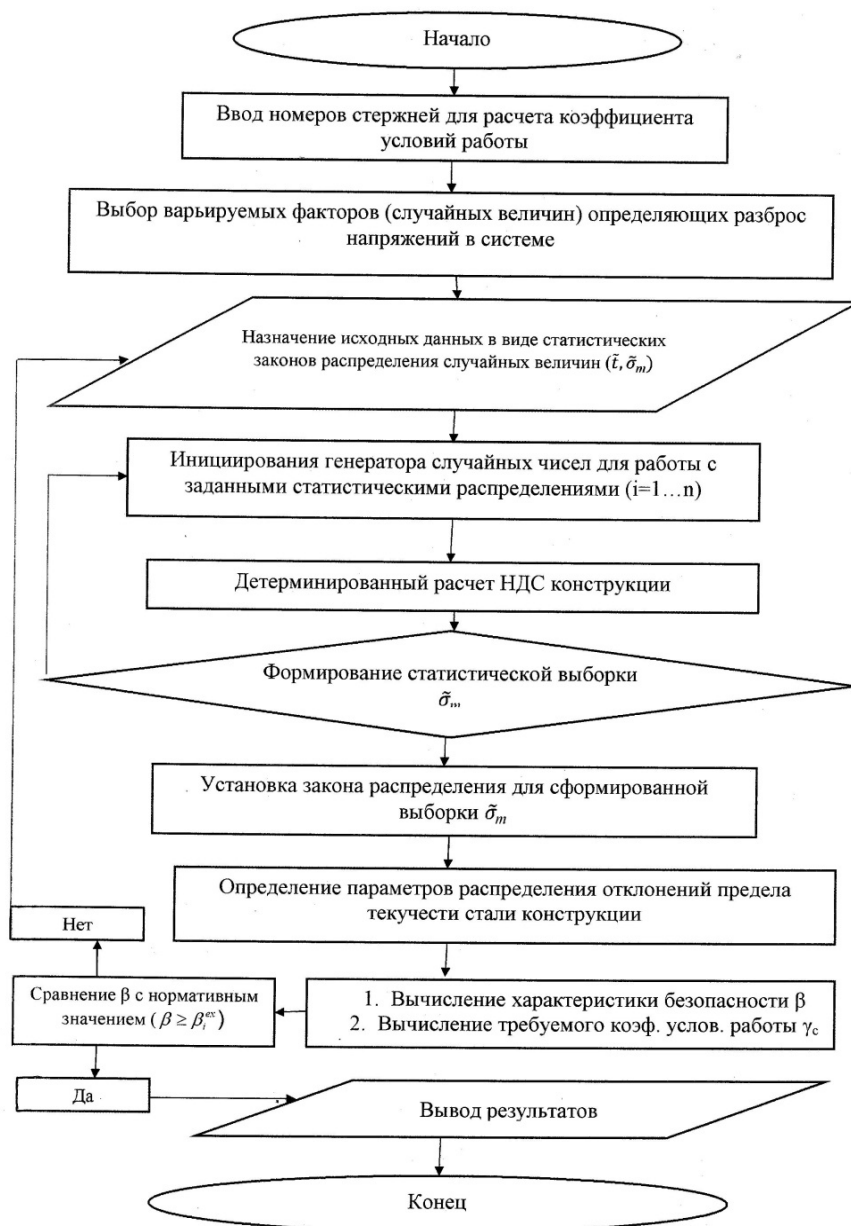 Начало
Ввод номеров стержней для расчета коэффициента
условий работы
Выбор варьируемых факторов (случайных величин) определяющих разброс
напряжений в системе
Назначение исходных данных в виде статистических
законов распределения случайных величин (t̃, σ̃ₘ)
Инициирования генератора случайных чисел для работы с
заданными статистическими распределениями (i=1…n)
Детерминированный расчет НДС конструкции
Формирование статистической выборки
σ̃ₘ
Установка закона распределения для сформированной
выборки σ̃ₘ
Определение параметров распределения отклонений предела
текучести стали конструкции
Нет
Сравнение β с нормативным
значением ( β ≥ βᵢᵉˣ)
1. Вычисление характеристики безопасности β
2. Вычисление требуемого коэф. услов. работы γс
Да
Вывод результатов
Конец